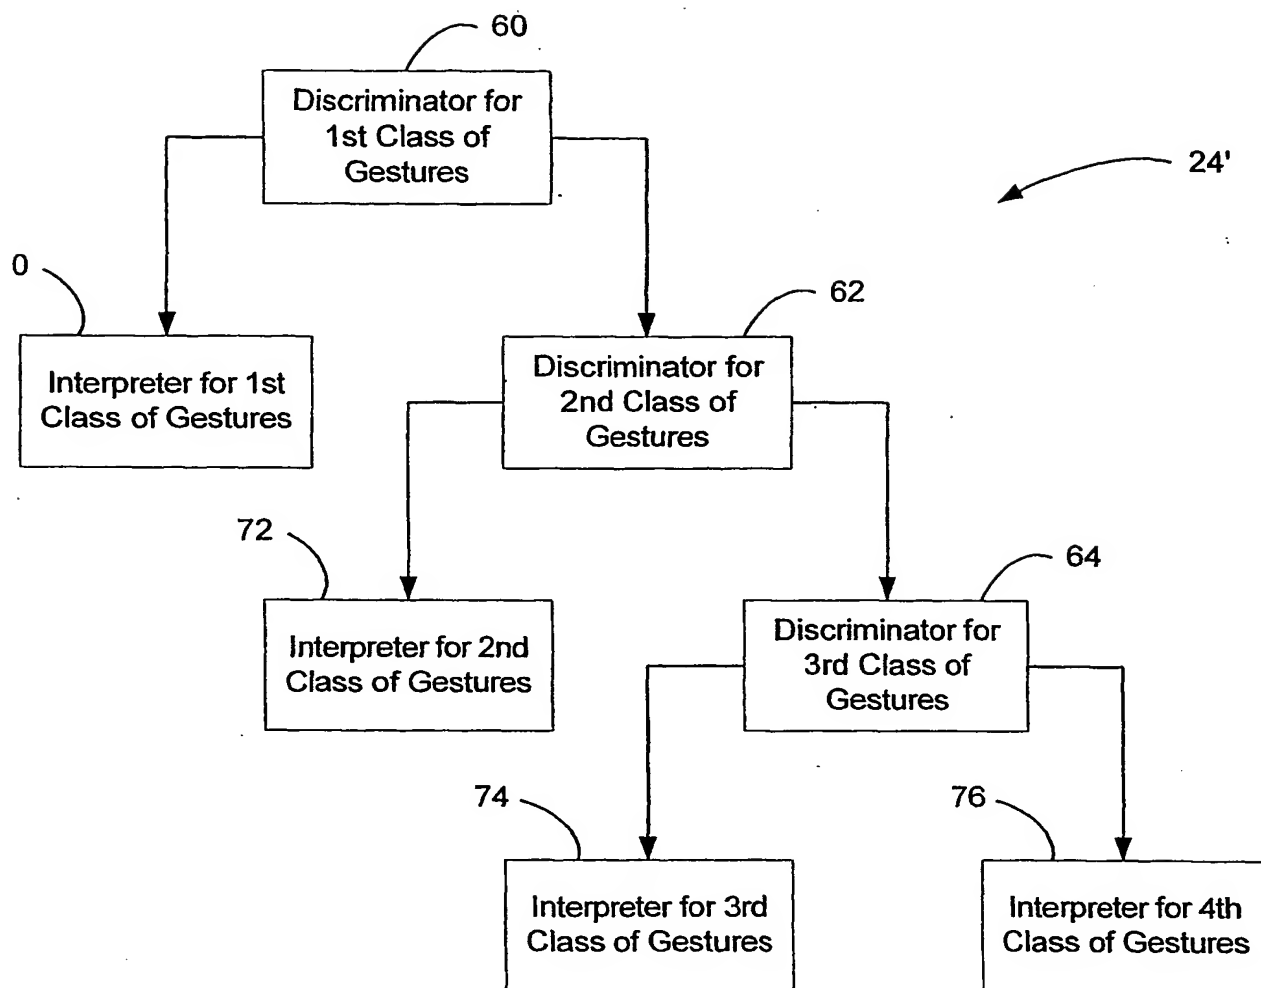 60
Discriminator for
1st Class of
Gestures
24'
0
Interpreter for 1st
Class of Gestures
62
Discriminator for
2nd Class of
Gestures
72
Interpreter for 2nd
Class of Gestures
64
Discriminator for
3rd Class of
Gestures
74
Interpreter for 3rd
Class of Gestures
76
Interpreter for 4th
Class of Gestures